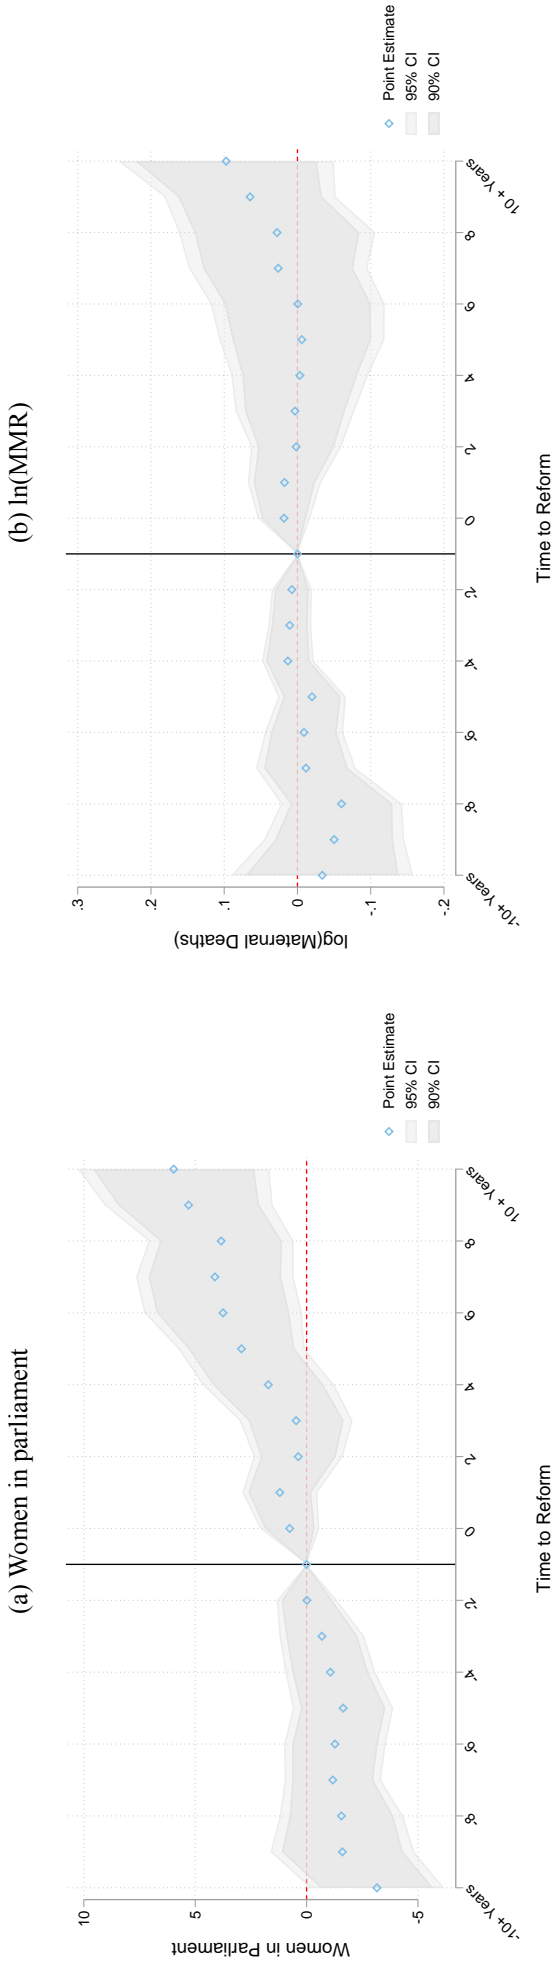 (a) Women in parliament
Women in Parliament
10
5
0
-5
-10+ Years
-8
-6
-4
-2
0
2
4
6
8
10+ Years
Time to Reform
Point Estimate
95% CI
90% CI
(b) ln(MMR)
log(Maternal Deaths)
.3
.2
.1
0
-.1
-.2
-10+ Years
-8
-6
-4
-2
0
2
4
6
8
10+ Years
Time to Reform
Point Estimate
95% CI
90% CI